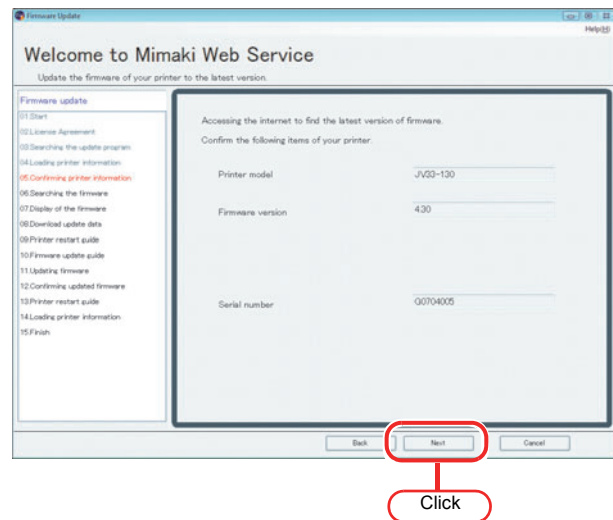 Firmware Update
Help(H)
Welcome to Mimaki Web Service
Update the firmware of your printer to the latest version.
Firmware update
01.Start
02.License Agreement
03.Searching the update program
04.Loading printer information
05.Confirming printer information
06.Searching the firmware
07.Display of the firmware
08.Download update data
09.Printer restart guide
10.Firmware update guide
11.Updating firmware
12.Confirming updated firmware
13.Printer restart guide
14.Loading printer information
15.Finish
Accessing the internet to find the latest version of firmware.
Confirm the following items of your printer.
Printer model
JV33-130
Firmware version
4.30
Serial number
G0704005
Back
Next
Cancel
Click